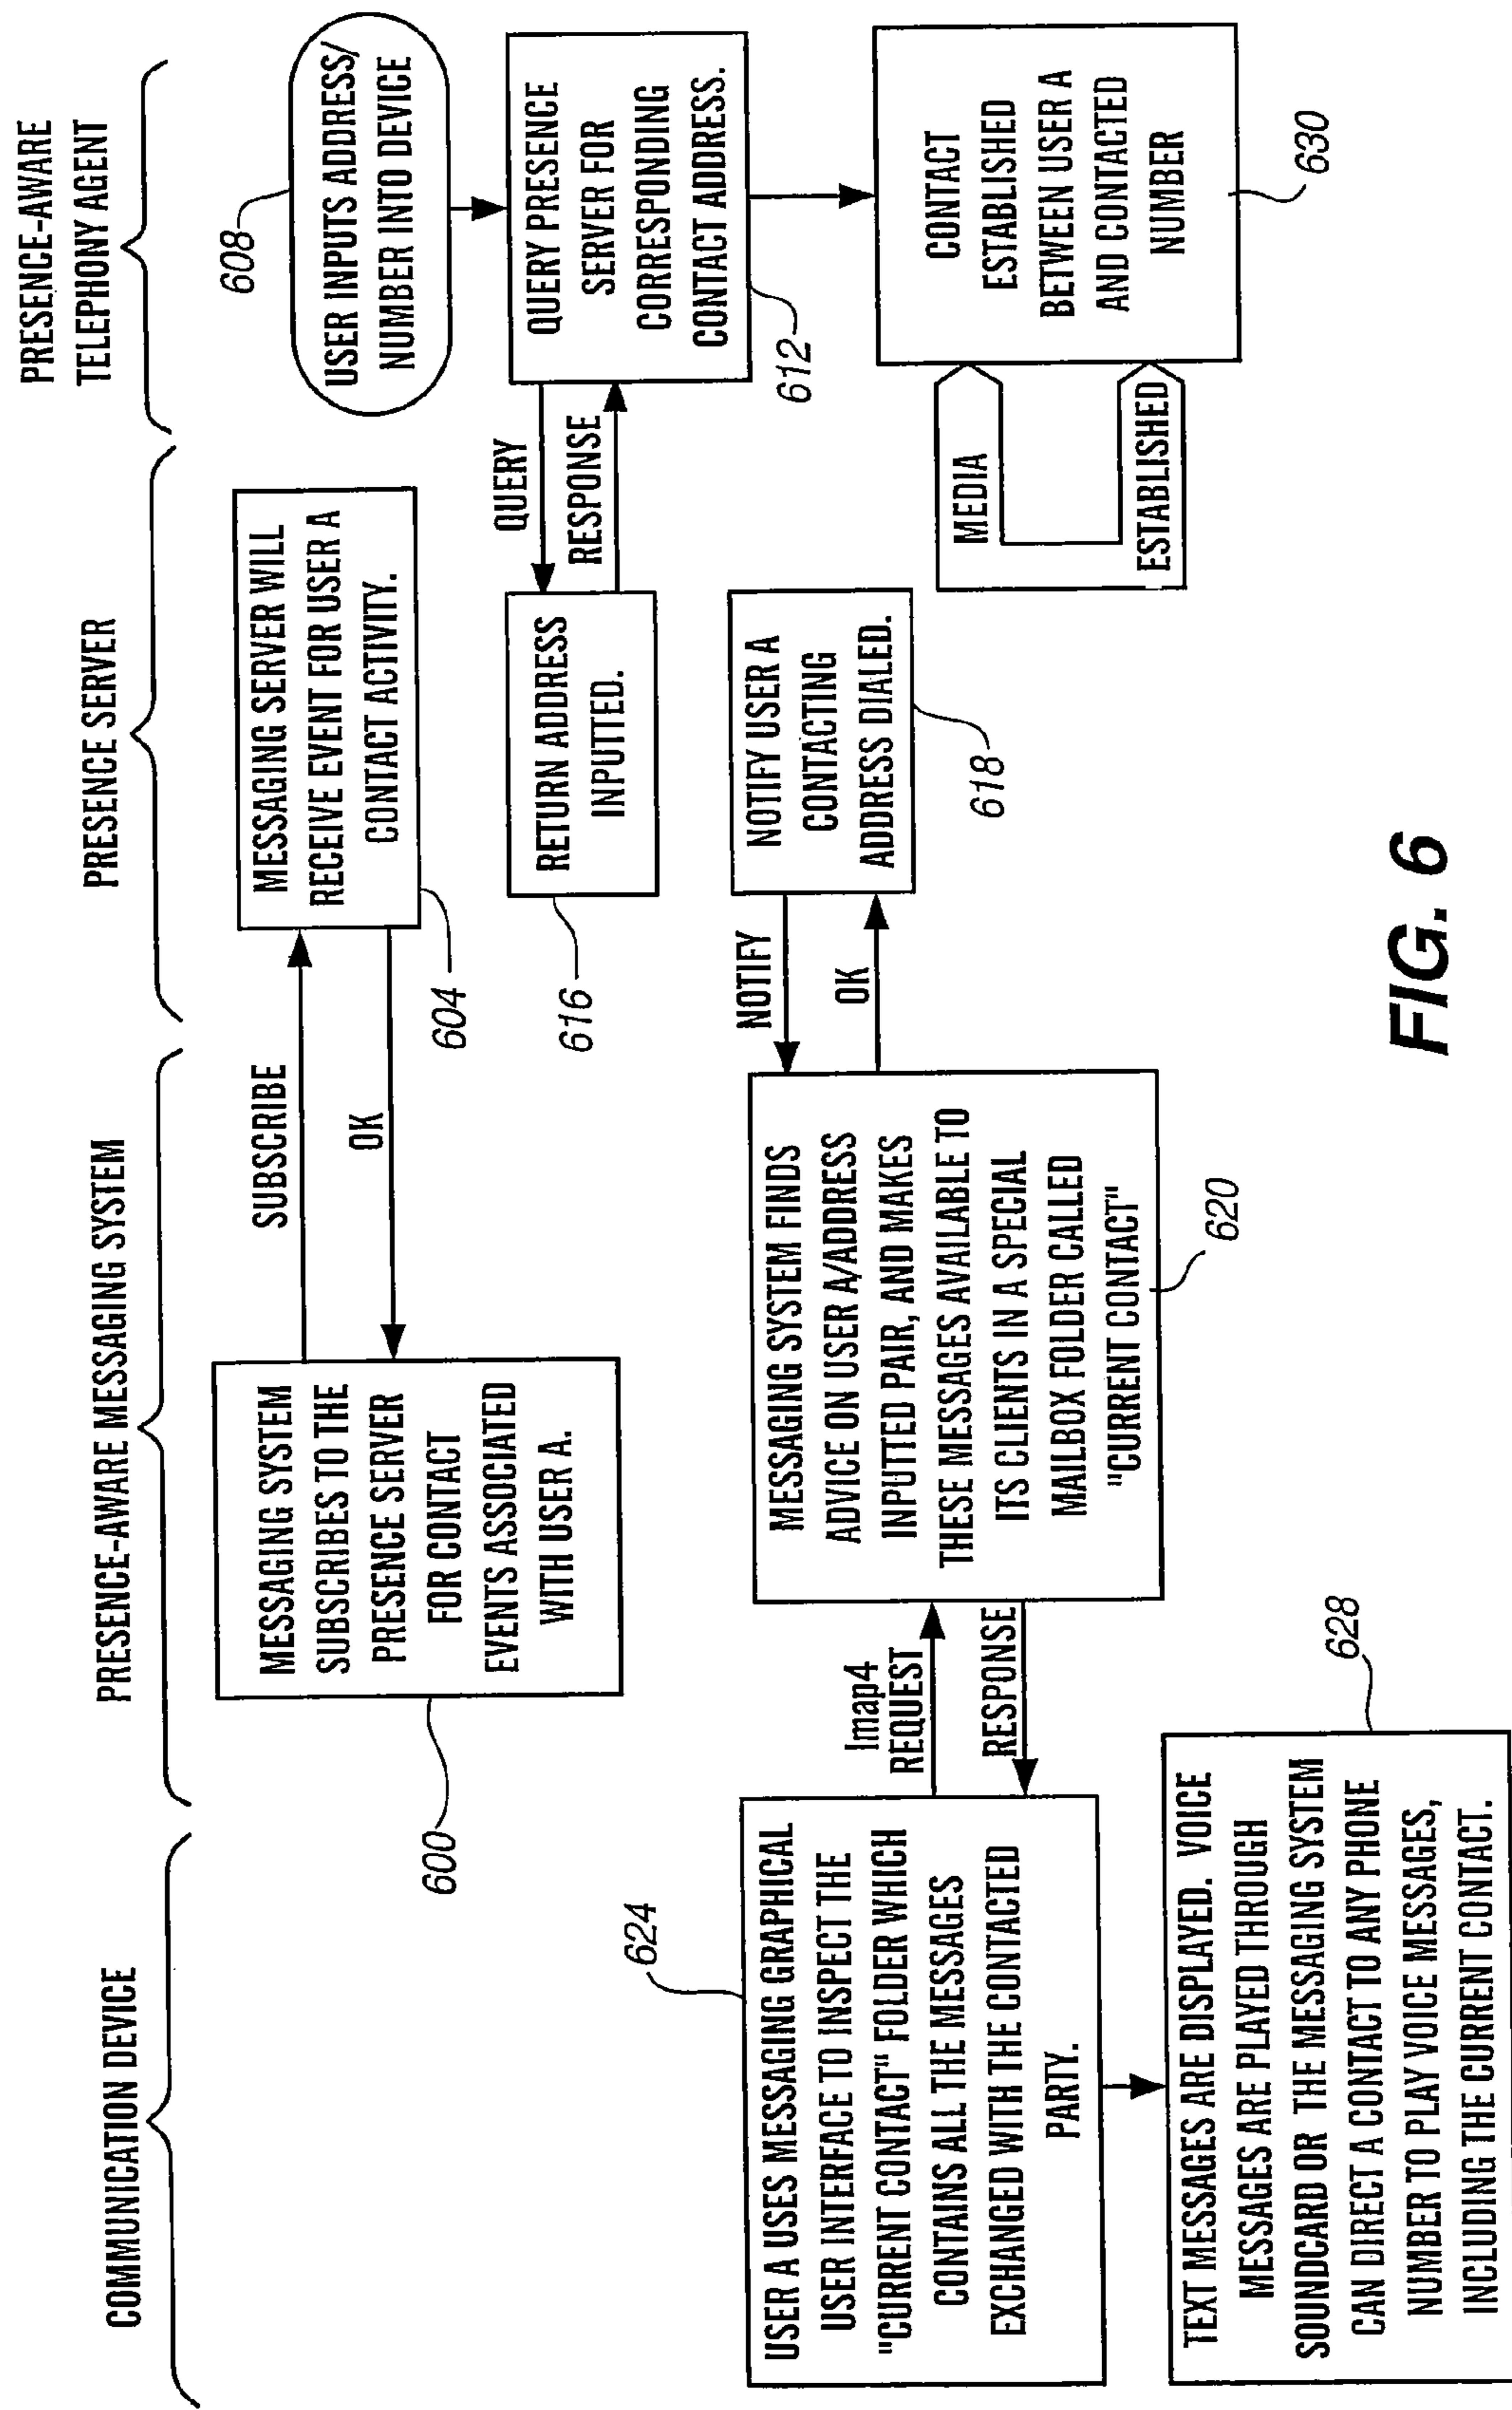 COMMUNICATION DEVICE
PRESENCE-AWARE MESSAGING SYSTEM
PRESENCE SERVER
PRESENCE-AWARE
TELEPHONY AGENT
MESSAGING SYSTEM
SUBSCRIBES TO THE
PRESENCE SERVER
FOR CONTACT
EVENTS ASSOCIATED
WITH USER A.
600
SUBSCRIBE
OK
MESSAGING SERVER WILL
RECEIVE EVENT FOR USER A
CONTACT ACTIVITY.
604
608
USER INPUTS ADDRESS/
NUMBER INTO DEVICE
QUERY PRESENCE
SERVER FOR
CORRESPONDING
CONTACT ADDRESS.
612
QUERY
RESPONSE
RETURN ADDRESS
INPUTTED.
616
NOTIFY USER A
CONTACTING
ADDRESS DIALED.
618
NOTIFY
OK
MESSAGING SYSTEM FINDS
ADVICE ON USER A/ADDRESS
INPUTTED PAIR, AND MAKES
THESE MESSAGES AVAILABLE TO
ITS CLIENTS IN A SPECIAL
MAILBOX FOLDER CALLED
"CURRENT CONTACT"
620
Imap4
REQUEST
RESPONSE
624
USER A USES MESSAGING GRAPHICAL
USER INTERFACE TO INSPECT THE
"CURRENT CONTACT" FOLDER WHICH
CONTAINS ALL THE MESSAGES
EXCHANGED WITH THE CONTACTED
PARTY.
628
TEXT MESSAGES ARE DISPLAYED. VOICE
MESSAGES ARE PLAYED THROUGH
SOUNDCARD OR THE MESSAGING SYSTEM
CAN DIRECT A CONTACT TO ANY PHONE
NUMBER TO PLAY VOICE MESSAGES,
INCLUDING THE CURRENT CONTACT.
MEDIA
ESTABLISHED
CONTACT
ESTABLISHED
BETWEEN USER A
AND CONTACTED
NUMBER
630
FIG. 6